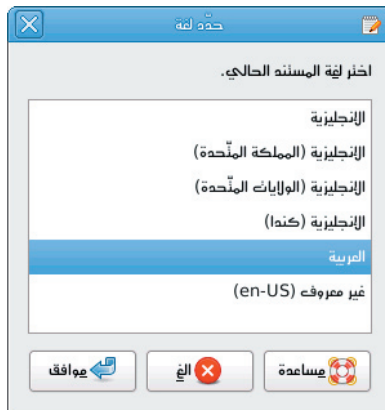 حدّد لغة
اختر لغة المستند الحالي.
الإنجليزية
الإنجليزية (المملكة المتّحدة)
الإنجليزية (الولايات المتّحدة)
الإنجليزية (كندا)
العربية
غير معروف (en-US)
مساعدة الغ موافق